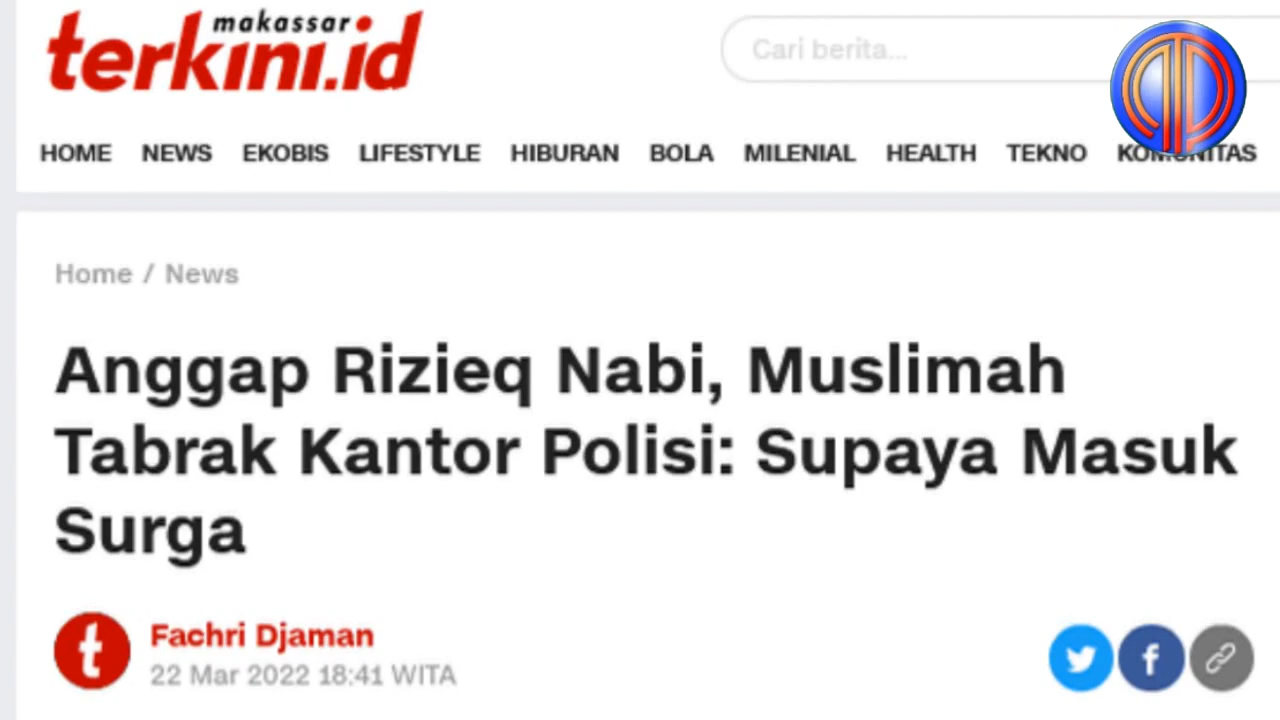 makassar
terkini.id
Cari berita...
HOME NEWS EKOBIS LIFESTYLE HIBURAN BOLA MILENIAL HEALTH TEKNO KOMUNITAS
Home / News
Anggap Rizieq Nabi, Muslimah
Tabrak Kantor Polisi: Supaya Masuk
Surga
Fachri Djaman
22 Mar 2022 18:41 WITA